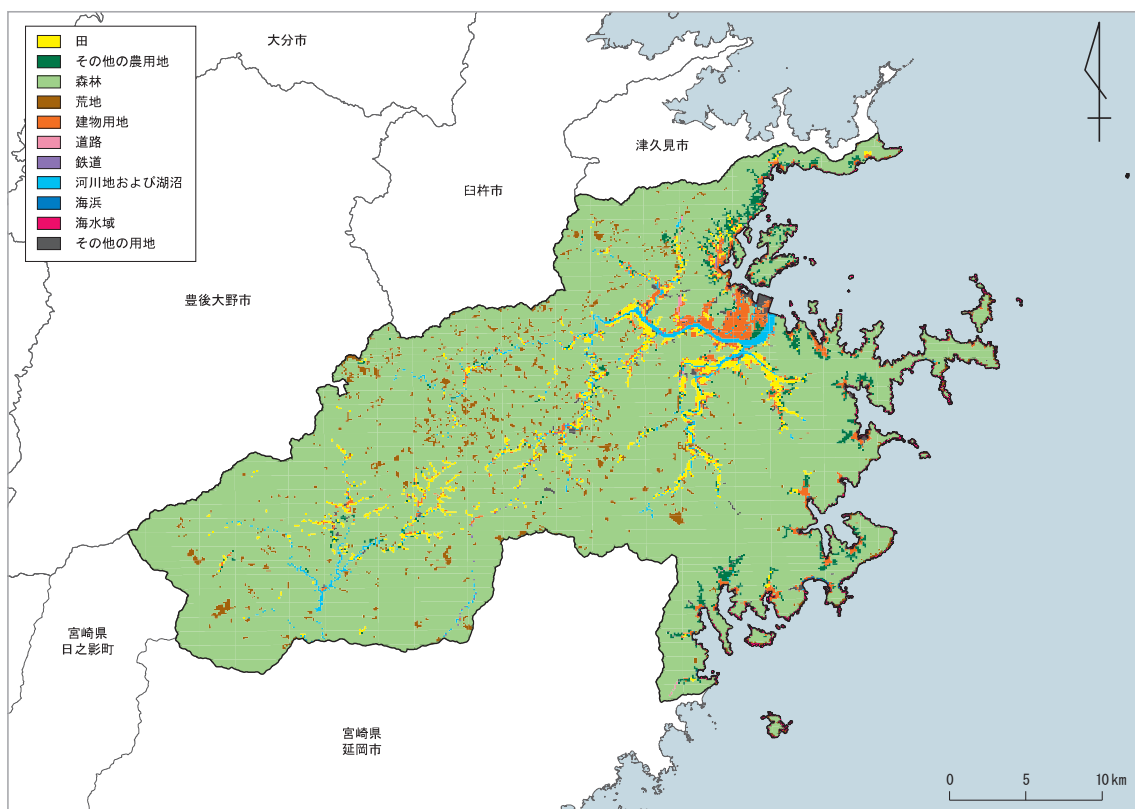 田
その他の農用地
森林
荒地
建物用地
道路
鉄道
河川地および湖沼
海浜
海水域
その他の用地
大分市
津久見市
臼杵市
豊後大野市
宮崎県
日之影町
宮崎県
延岡市
0 5 10km